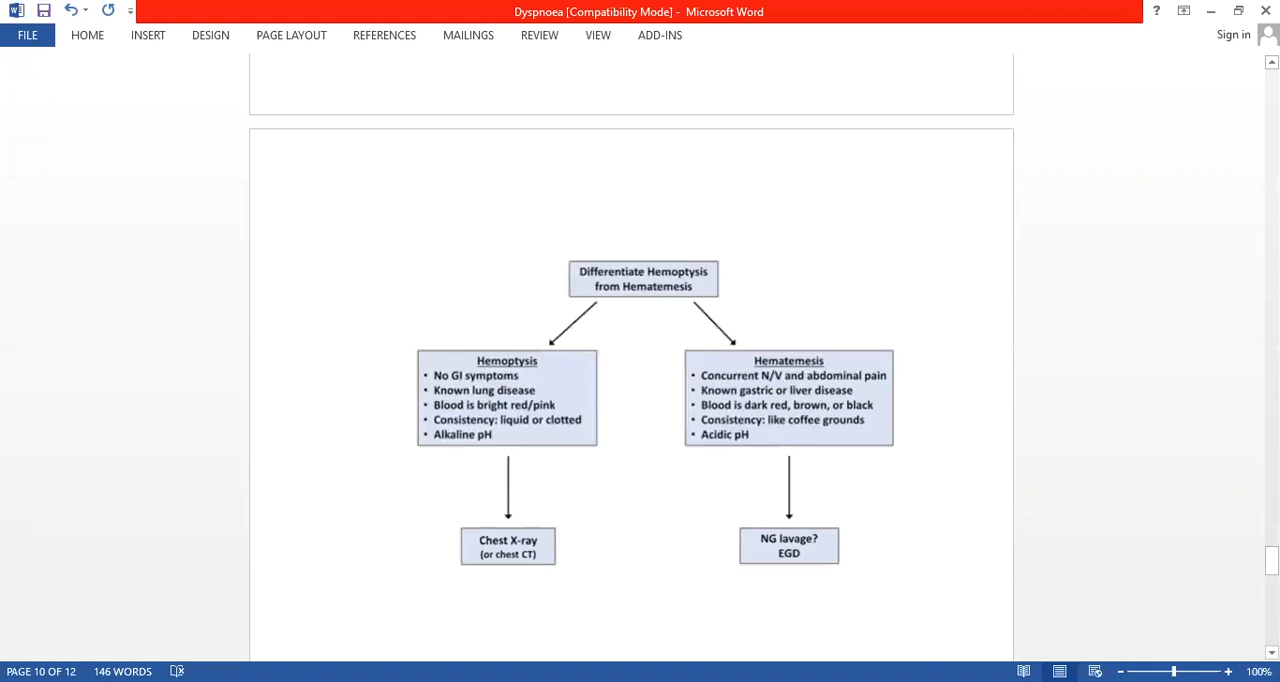 Dyspnoea [Compatibility Mode] - Microsoft Word
?
FILE HOME INSERT DESIGN PAGE LAYOUT REFERENCES MAILINGS REVIEW VIEW ADD-INS
Sign in
Differentiate Hemoptysis
from Hematemesis
Hemoptysis
• No GI symptoms
• Known lung disease
• Blood is bright red/pink
• Consistency: liquid or clotted
• Alkaline pH
Hematemesis
• Concurrent N/V and abdominal pain
• Known gastric or liver disease
• Blood is dark red, brown, or black
• Consistency: like coffee grounds
• Acidic pH
Chest X-ray
(or chest CT)
NG lavage?
EGD
PAGE 10 OF 12 146 WORDS
100%